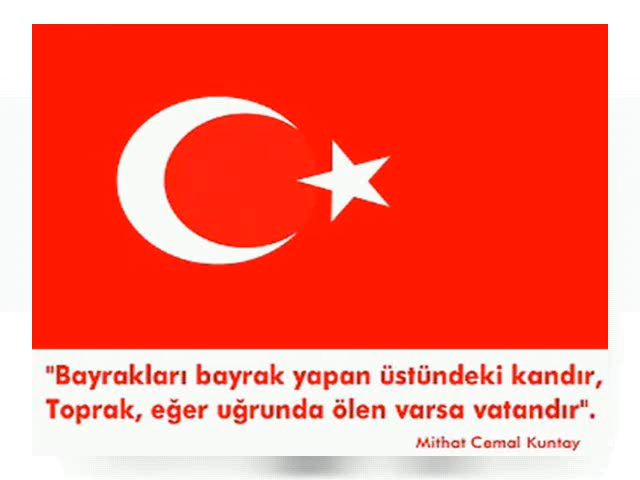 "Bayrakları bayrak yapan üstündeki kandır,
Toprak, eğer uğrunda ölen varsa vatandır".
Mithat Cemal Kuntay